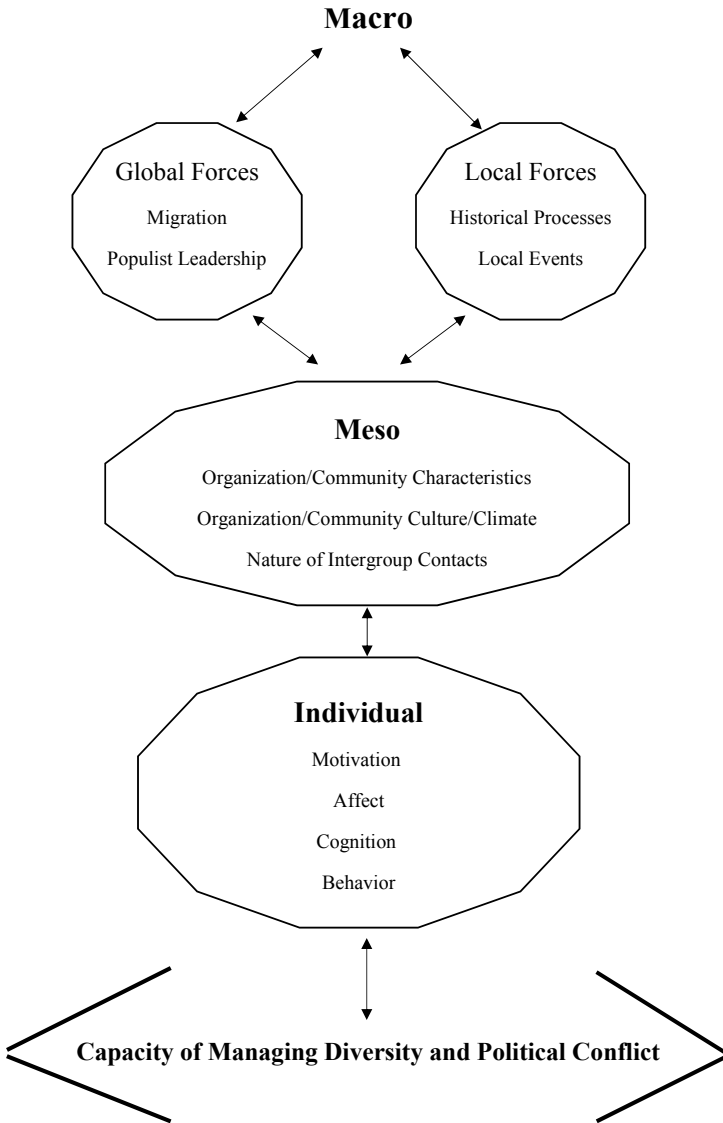 Macro
Global Forces
Migration
Populist Leadership
Local Forces
Historical Processes
Local Events
Meso
Organization/Community Characteristics
Organization/Community Culture/Climate
Nature of Intergroup Contacts
Individual
Motivation
Affect
Cognition
Behavior
Capacity of Managing Diversity and Political Conflict